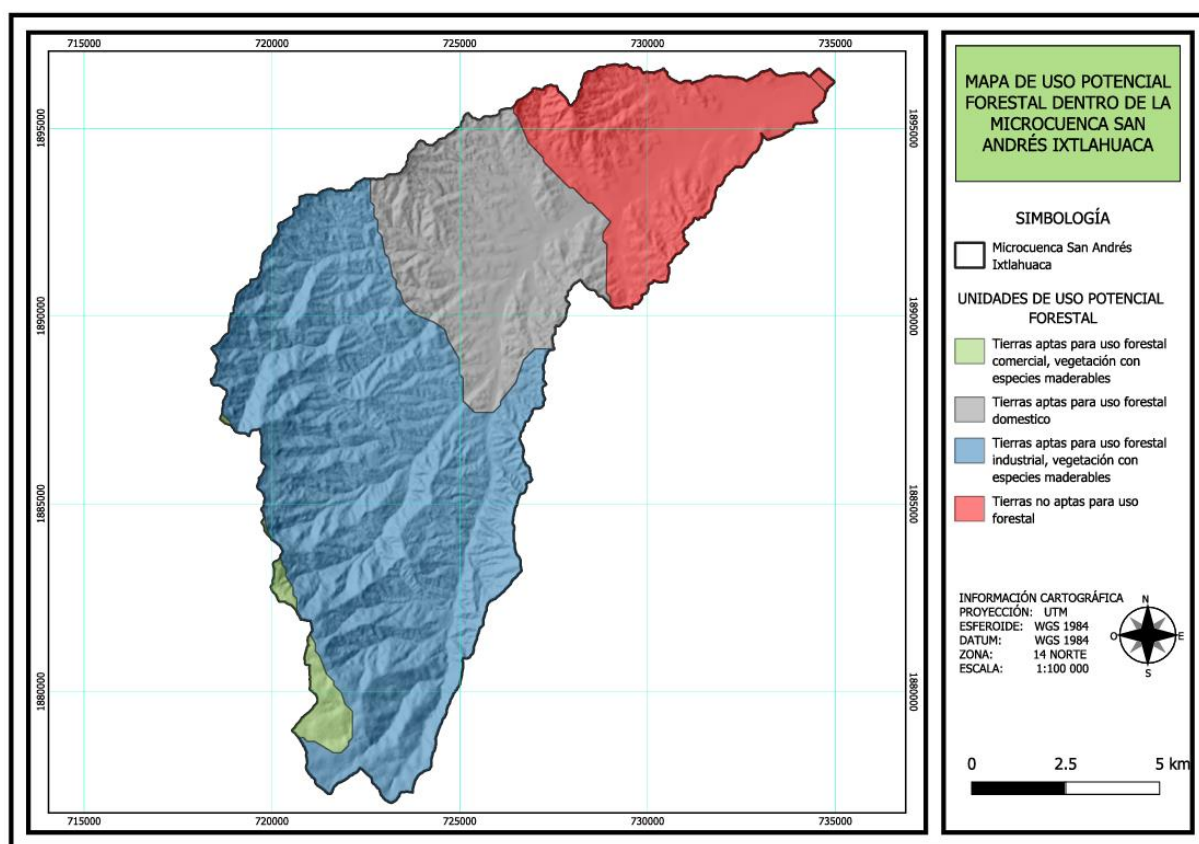 715000 720000 725000 730000 735000
1895000
1895000
1890000
1890000
1885000
1885000
1880000
1880000
715000 720000 725000 730000 735000
MAPA DE USO POTENCIAL
FORESTAL DENTRO DE LA
MICROCUENCA SAN
ANDRÉS IXTLAHUACA
SIMBOLOGÍA
Microcuenca San Andrés
Ixtlahuaca
UNIDADES DE USO POTENCIAL
FORESTAL
Tierras aptas para uso forestal
comercial, vegetación con
especies maderables
Tierras aptas para uso forestal
domestico
Tierras aptas para uso forestal
industrial, vegetación con
especies maderables
Tierras no aptas para uso
forestal
INFORMACIÓN CARTOGRÁFICA
PROYECCIÓN: UTM
ESFEROIDE: WGS 1984
DATUM: WGS 1984
ZONA: 14 NORTE
ESCALA: 1:100 000
N
O E
S
0 2.5 5 km